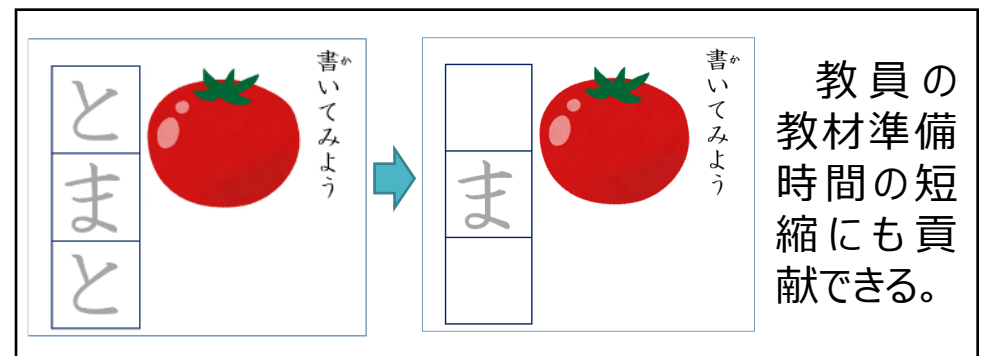 書いてみよう
か
と
ま
と
書いてみよう
か
ま
教員の
教材準備
時間の短
縮にも貢
献できる。